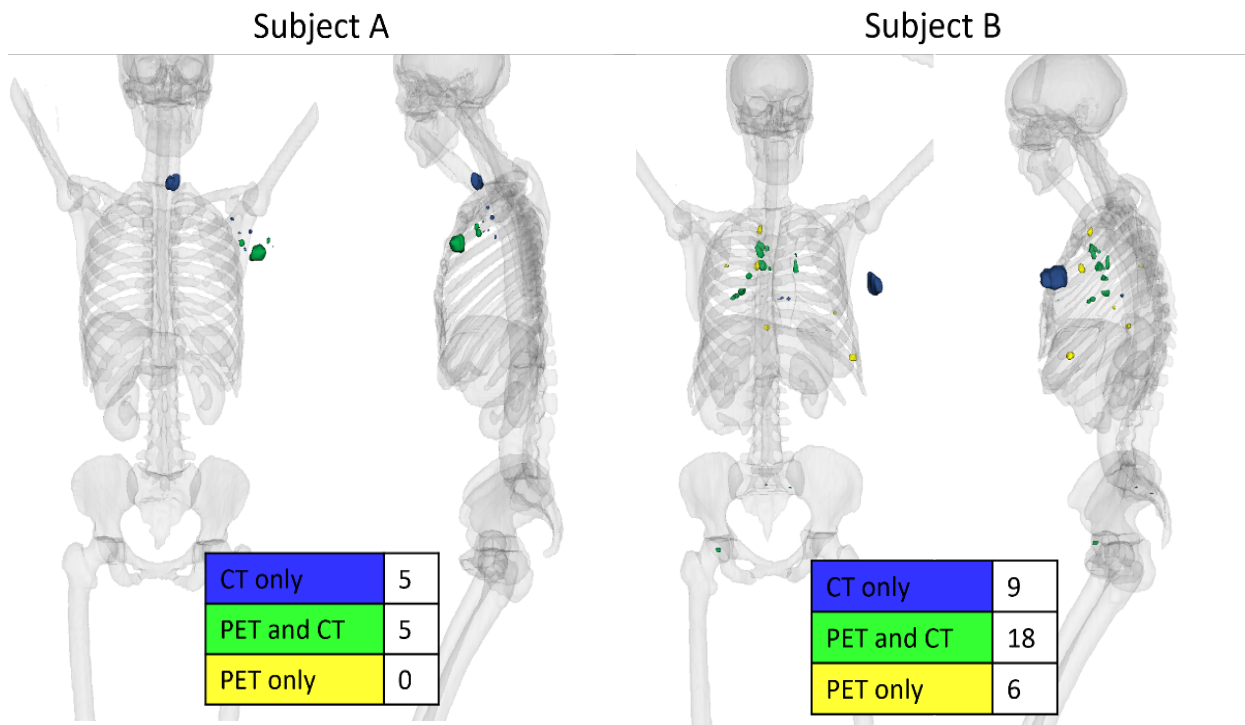 Subject A
Subject B
CT only 5
PET and CT 5
PET only 0
CT only 9
PET and CT 18
PET only 6